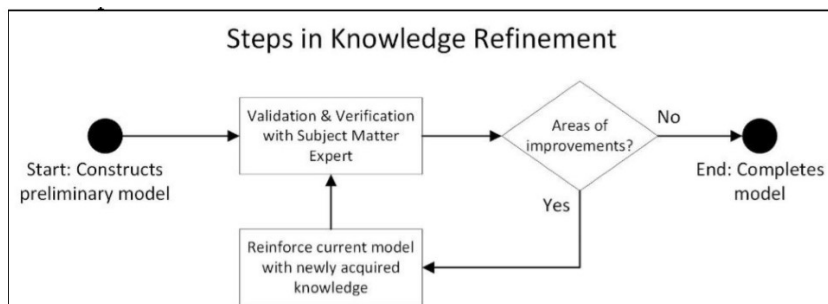 Steps in Knowledge Refinement
Validation & Verification
with Subject Matter
Expert
Areas of
improvements?
No
Start: Constructs
preliminary model
End: Completes
model
Yes
Reinforce current model
with newly acquired
knowledge